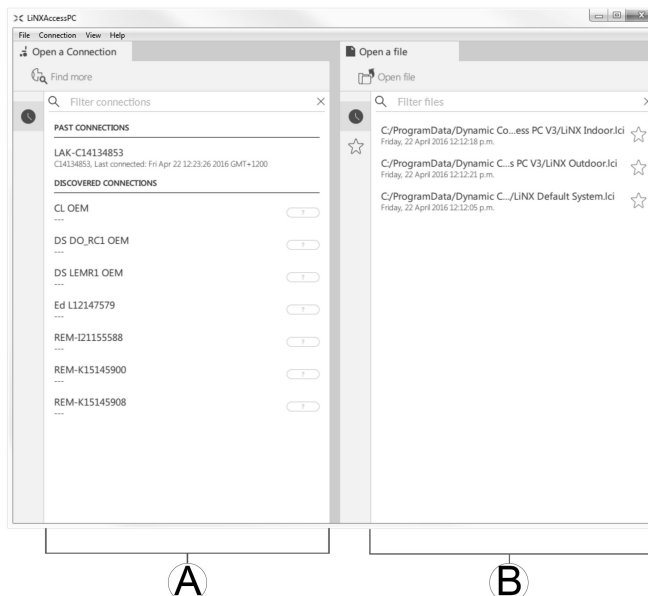 LiNXAccessPC
File Connection View Help
Open a Connection
Find more
Filter connections
PAST CONNECTIONS
LAK-C14134853
C14134853, Last connected: Fri Apr 22 12:23:26 2016 GMT+1200
DISCOVERED CONNECTIONS
CL OEM
---
?
DS DO_RC1 OEM
---
?
DS LEMR1 OEM
---
?
Ed L12147579
---
?
REM-I21155588
---
?
REM-K15145900
---
?
REM-K15145908
---
?
Open a file
Open file
Filter files
C:/ProgramData/Dynamic Co...ess PC V3/LiNX Indoor.lci
Friday, 22 April 2016 12:12:18 p.m.
C:/ProgramData/Dynamic C...s PC V3/LiNX Outdoor.lci
Friday, 22 April 2016 12:12:21 p.m.
C:/ProgramData/Dynamic C.../LiNX Default System.lci
Friday, 22 April 2016 12:12:05 p.m.
A
B